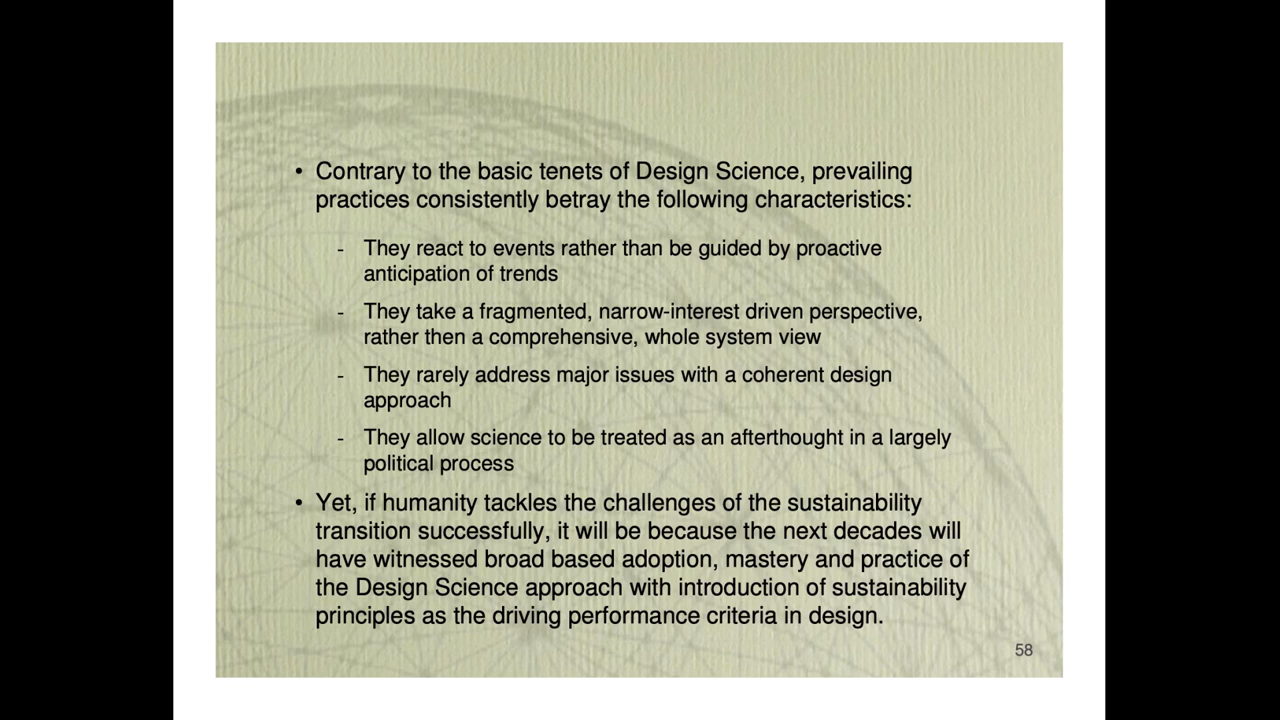 • Contrary to the basic tenets of Design Science, prevailing
practices consistently betray the following characteristics:
- They react to events rather than be guided by proactive
anticipation of trends
- They take a fragmented, narrow-interest driven perspective,
rather then a comprehensive, whole system view
- They rarely address major issues with a coherent design
approach
- They allow science to be treated as an afterthought in a largely
political process
• Yet, if humanity tackles the challenges of the sustainability
transition successfully, it will be because the next decades will
have witnessed broad based adoption, mastery and practice of
the Design Science approach with introduction of sustainability
principles as the driving performance criteria in design.
58